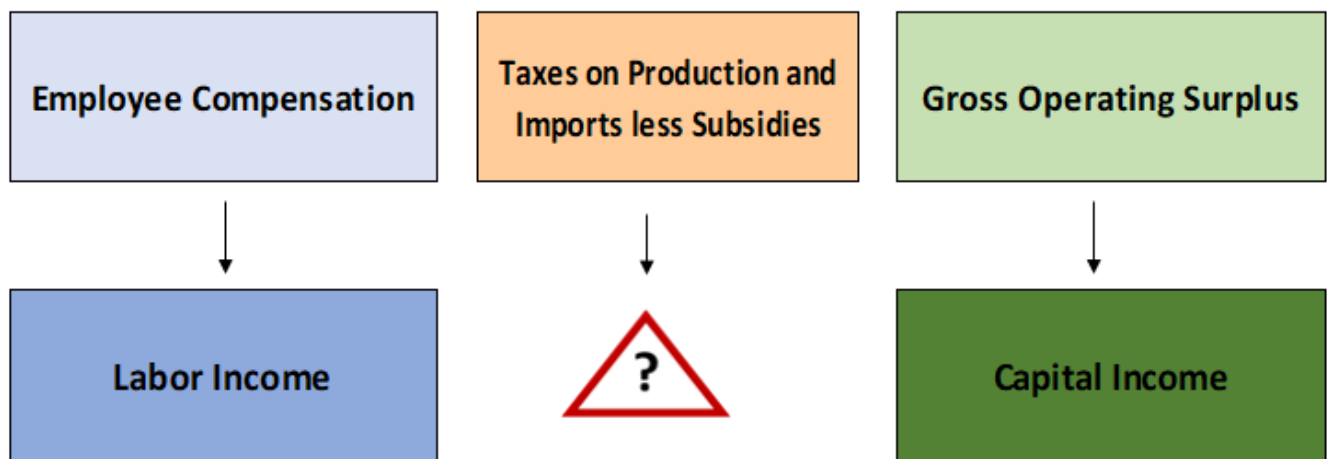 Employee Compensation
Taxes on Production and
Imports less Subsidies
Gross Operating Surplus
Labor Income
?
Capital Income